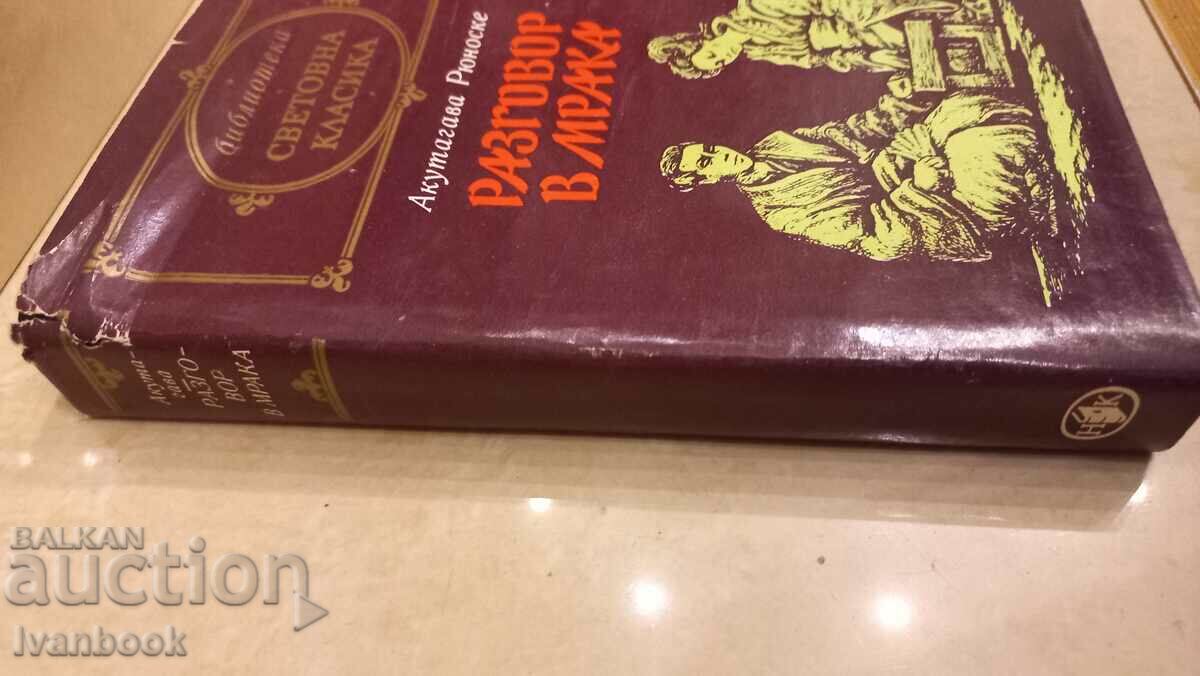 библиотека
СВЕТОВНА
КЛАСИКА
Акутагава Рюноске
РАЗГОВОР
В МРАКА
Акута-
гава
РАЗГО-
ВОР
В МРАКА
НК
BALKAN
auction
Ivanbook